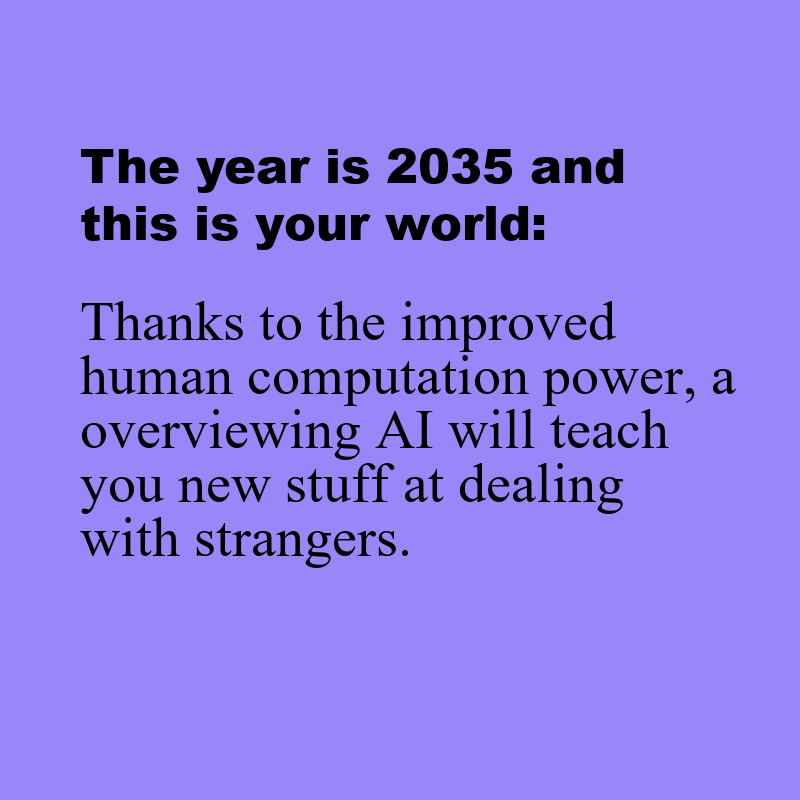 The year is 2035 and
this is your world:
Thanks to the improved
human computation power, a
overviewing AI will teach
you new stuff at dealing
with strangers.